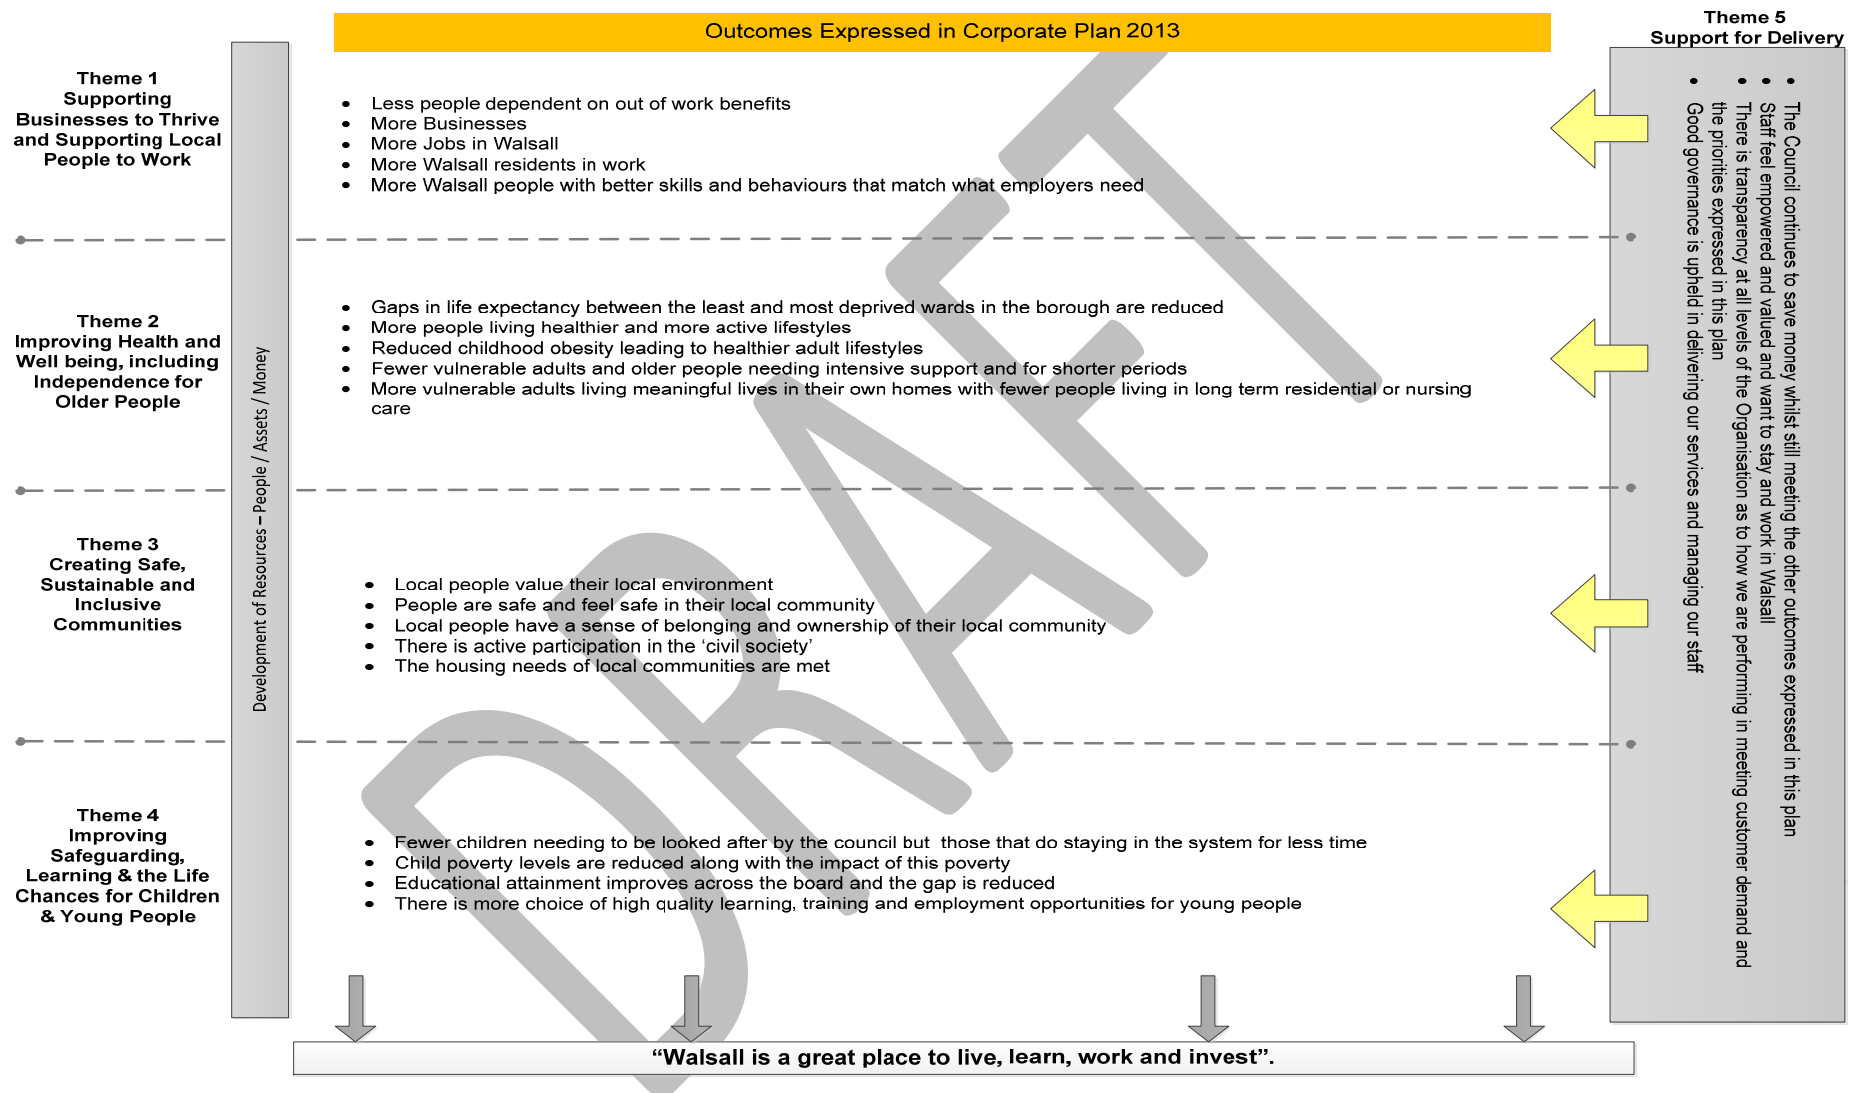 Outcomes Expressed in Corporate Plan 2013
Theme 1
Supporting
Businesses to Thrive
and Supporting Local
People to Work
• Less people dependent on out of work benefits
• More Businesses
• More Jobs in Walsall
• More Walsall residents in work
• More Walsall people with better skills and behaviours that match what employers need
Theme 2
Improving Health and
Well being, including
Independence for
Older People
• Gaps in life expectancy between the least and most deprived wards in the borough are reduced
• More people living healthier and more active lifestyles
• Reduced childhood obesity leading to healthier adult lifestyles
• Fewer vulnerable adults and older people needing intensive support and for shorter periods
• More vulnerable adults living meaningful lives in their own homes with fewer people living in long term residential or nursing
care
Theme 3
Creating Safe,
Sustainable and
Inclusive
Communities
• Local people value their local environment
• People are safe and feel safe in their local community
• Local people have a sense of belonging and ownership of their local community
• There is active participation in the ‘civil society’
• The housing needs of local communities are met
Theme 4
Improving
Safeguarding,
Learning & the Life
Chances for Children
& Young People
• Fewer children needing to be looked after by the council but  those that do staying in the system for less time
• Child poverty levels are reduced along with the impact of this poverty
• Educational attainment improves across the board and the gap is reduced
• There is more choice of high quality learning, training and employment opportunities for young people
Development of Resources – People / Assets / Money
Theme 5
Support for Delivery
• The Council continues to save money whilst still meeting the other outcomes expressed in this plan
• Staff feel empowered and valued and want to stay and work in Walsall
• There is transparency at all levels of the Organisation as to how we are performing in meeting customer demand and
the priorities expressed in this plan
• Good governance is upheld in delivering our services and managing our staff
“Walsall is a great place to live, learn, work and invest”.
DRAFT